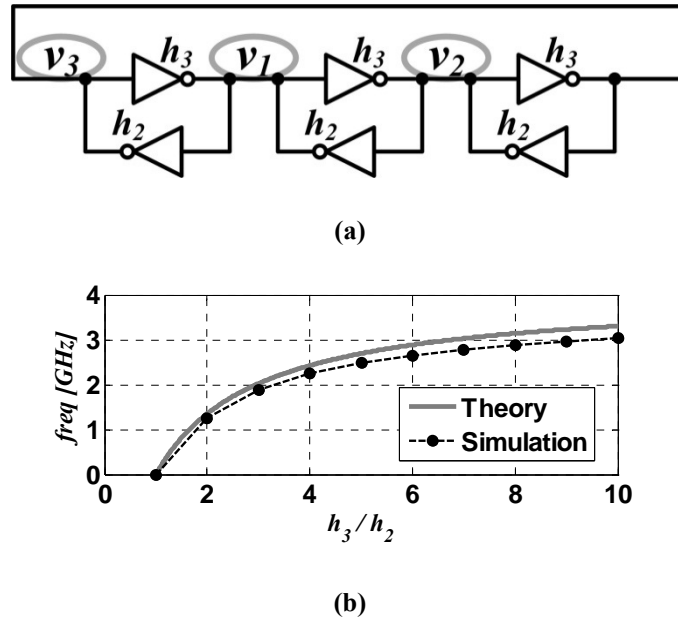 v3 h3 v1 h3 v2 h3
h2 h2 h2
(a)
4
3
2
1
0
freq [GHz]
Theory
Simulation
0 2 4 6 8 10
h3 / h2
(b)